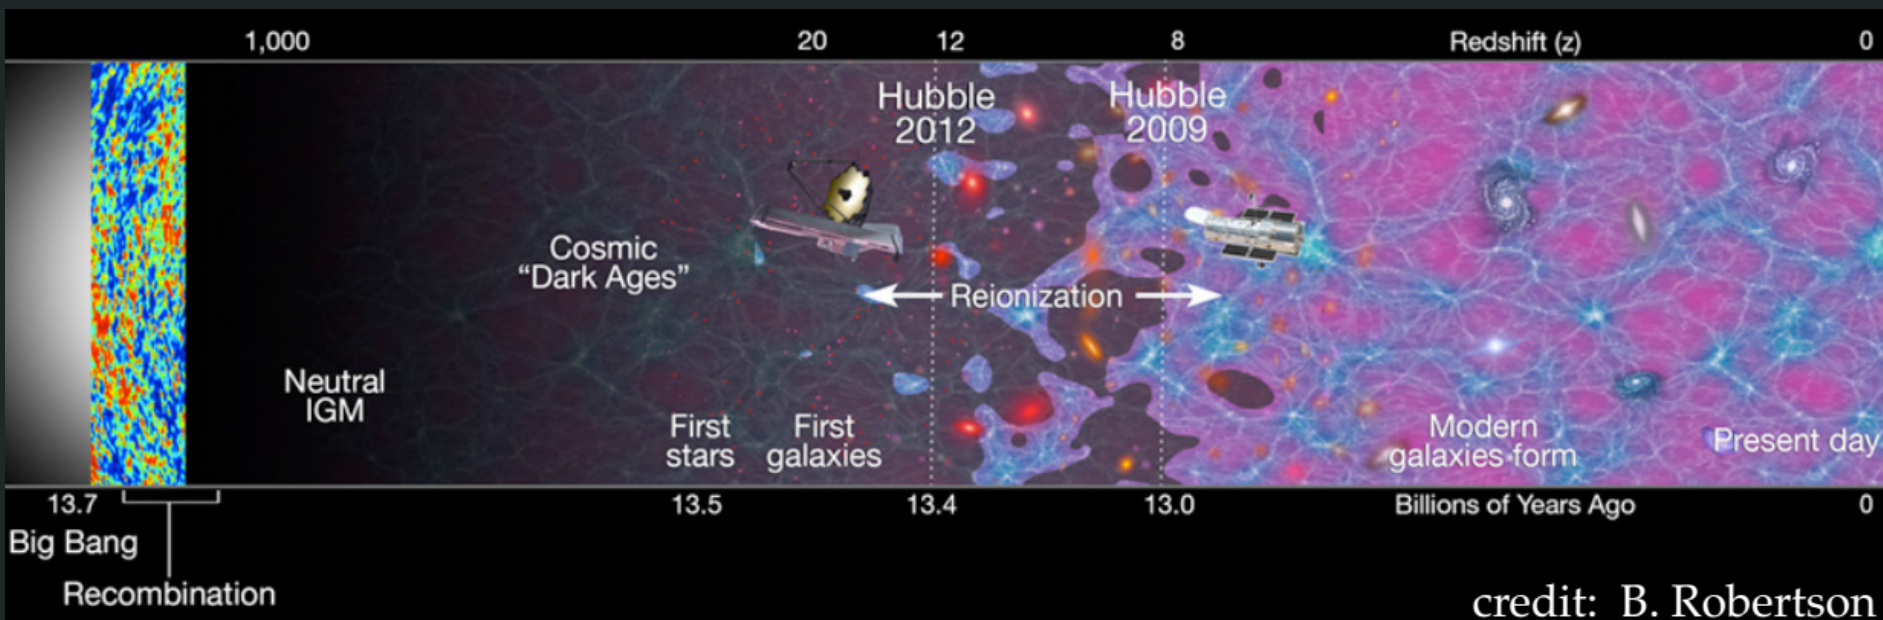 1,000 20 12 8 Redshift (z) 0
Hubble
2012
Hubble
2009
Cosmic
“Dark Ages”
Reionization
Neutral
IGM
First
stars
First
galaxies
Modern
galaxies form
Present day
13.7 13.5 13.4 13.0 Billions of Years Ago 0
Big Bang
Recombination
credit: B. Robertson